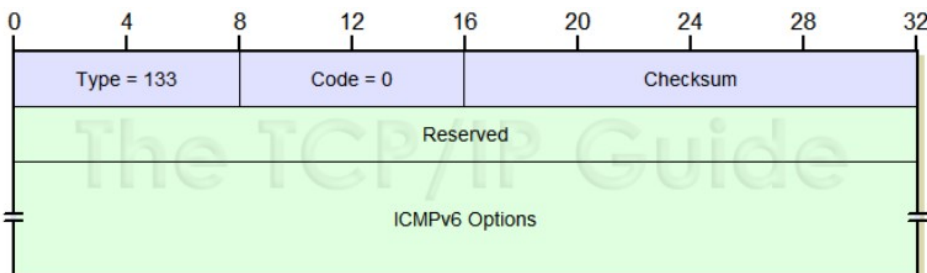 0 4 8 12 16 20 24 28 32
Type = 133 Code = 0 Checksum
Reserved
The TCP/IP Guide
ICMPv6 Options